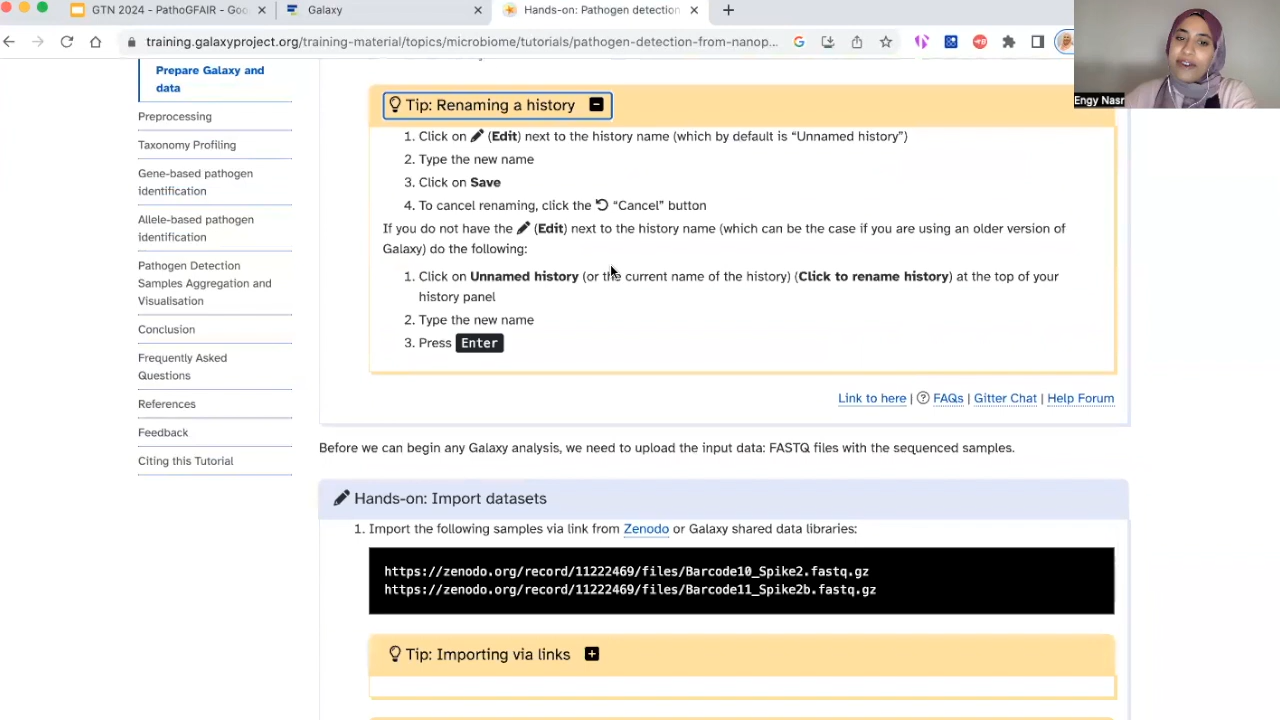 GTN 2024 - PathoGFAIR - Goo
Galaxy
Hands-on: Pathogen detection
training.galaxyproject.org/training-material/topics/microbiome/tutorials/pathogen-detection-from-nanop...
Engy Nasr
Prepare Galaxy and
data
Preprocessing
Taxonomy Profiling
Gene-based pathogen
identification
Allele-based pathogen
identification
Pathogen Detection
Samples Aggregation and
Visualisation
Conclusion
Frequently Asked
Questions
References
Feedback
Citing this Tutorial
Tip: Renaming a history
1. Click on (Edit) next to the history name (which by default is “Unnamed history”)
2. Type the new name
3. Click on Save
4. To cancel renaming, click the “Cancel” button
If you do not have the (Edit) next to the history name (which can be the case if you are using an older version of
Galaxy) do the following:
1. Click on Unnamed history (or the current name of the history) (Click to rename history) at the top of your
history panel
2. Type the new name
3. Press Enter
Link to here | FAQs | Gitter Chat | Help Forum
Before we can begin any Galaxy analysis, we need to upload the input data: FASTQ files with the sequenced samples.
Hands-on: Import datasets
1. Import the following samples via link from Zenodo or Galaxy shared data libraries:
https://zenodo.org/record/11222469/files/Barcode10_Spike2.fastq.gz
https://zenodo.org/record/11222469/files/Barcode11_Spike2b.fastq.gz
Tip: Importing via links